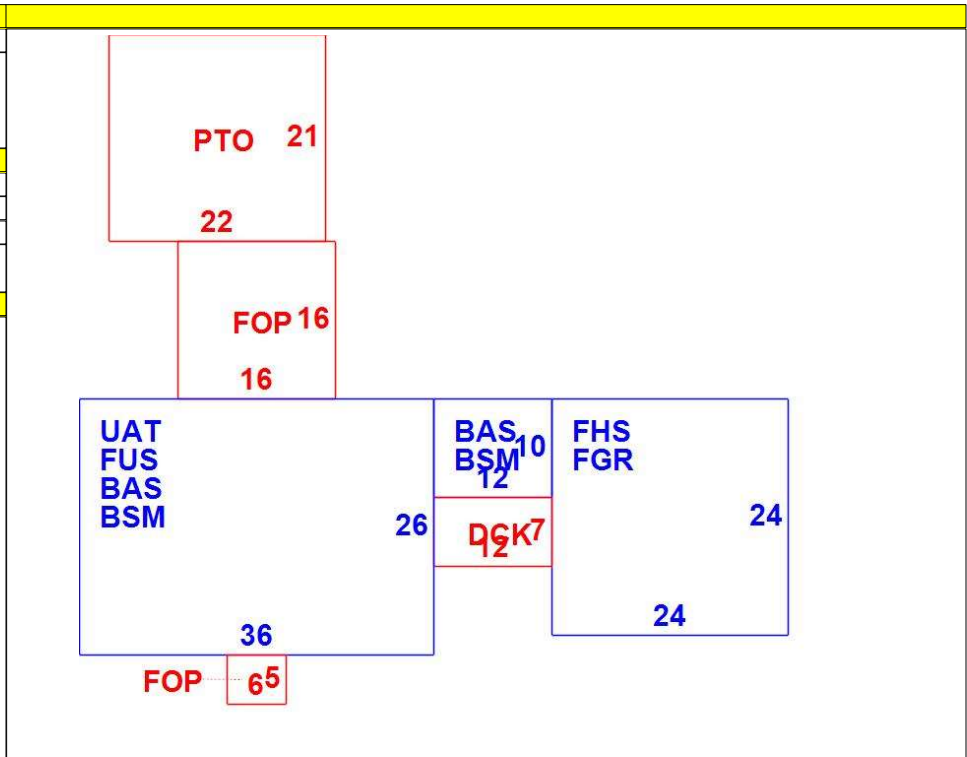 PTO 21
22
FOP 16
16
UAT
FUS
BAS
BSM
26
36
BAS
BSM
10
12
DCK 7
12
FHS
FGR
24
24
FOP 6 5